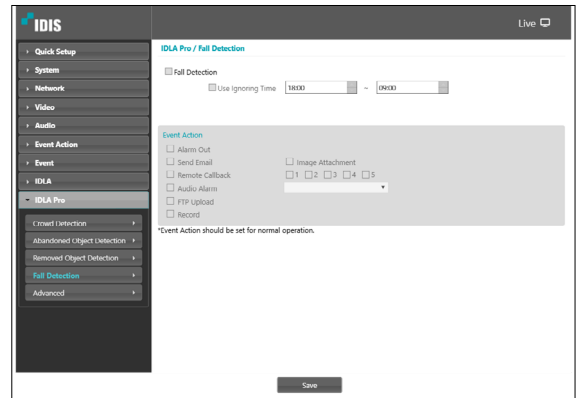 IDIS
Live
Quick Setup
System
Network
Video
Audio
Event Action
Event
IDLA
IDLA Pro
Crowd Detection
Abandoned Object Detection
Removed Object Detection
Fall Detection
Advanced
IDLA Pro / Fall Detection
Fall Detection
Use Ignoring Time 18:00 ~ 09:00
Event Action
Alarm Out
Send Email Image Attachment
Remote Callback 1 2 3 4 5
Audio Alarm
FTP Upload
Record
*Event Action should be set for normal operation.
Save